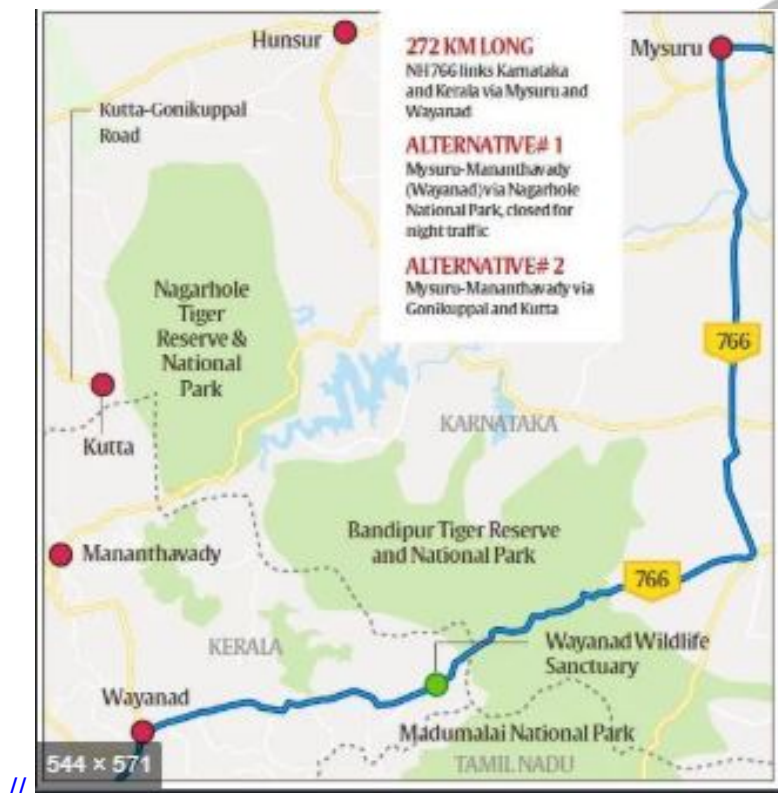 Hunsur
272 KM LONG
NH766 links Karnataka
and Kerala via Mysuru and
Wayanad
Mysuru
Kutta-Gonikuppal
Road
ALTERNATIVE# 1
Mysuru-Mananthavady
(Wayanad) via Nagarhole
National Park, closed for
night traffic
ALTERNATIVE# 2
Mysuru-Mananthavady via
Gonikuppal and Kutta
Nagarhole
Tiger
Reserve &
National
Park
766
Kutta
KARNATAKA
Mananthavady
Bandipur Tiger Reserve
and National Park
766
KERALA
Wayanad Wildlife
Sanctuary
Wayanad
Madumalai National Park
TAMIL NADU
544 × 571
//